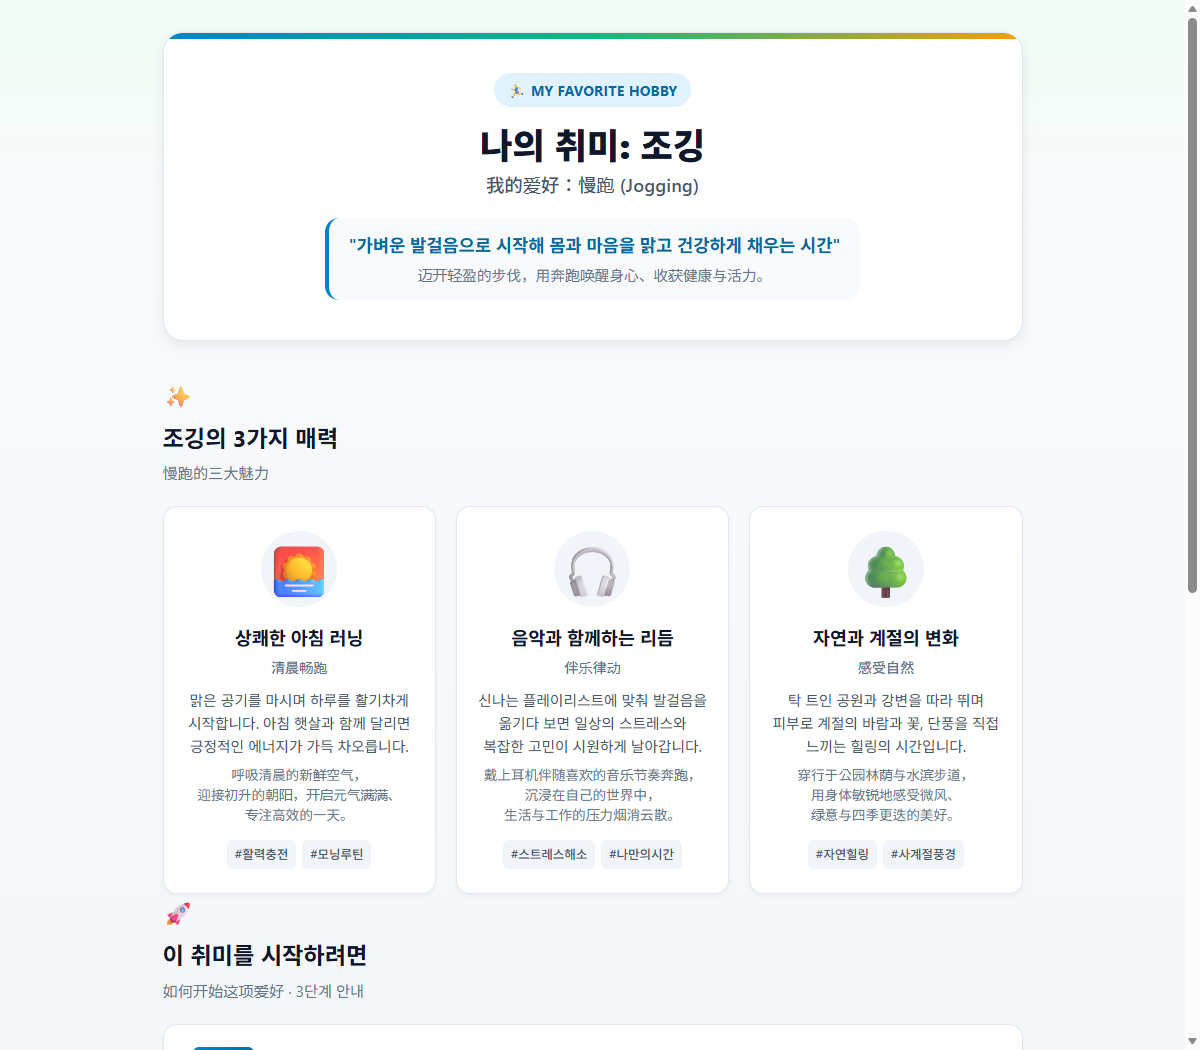 MY FAVORITE HOBBY
나의 취미: 조깅
我的爱好：慢跑 (Jogging)
"가벼운 발걸음으로 시작해 몸과 마음을 맑고 건강하게 채우는 시간"
迈开轻盈的步伐，用奔跑唤醒身心、收获健康与活力。
조깅의 3가지 매력
慢跑的三大魅力
상쾌한 아침 러닝
清晨畅跑
맑은 공기를 마시며 하루를 활기차게
시작합니다. 아침 햇살과 함께 달리면
긍정적인 에너지가 가득 차오릅니다.
呼吸清晨的新鲜空气，
迎接初升的朝阳，开启元气满满、
专注高效的一天。
#활력충전 #모닝루틴
음악과 함께하는 리듬
伴乐律动
신나는 플레이리스트에 맞춰 발걸음을
옮기다 보면 일상의 스트레스와
복잡한 고민이 시원하게 날아갑니다.
戴上耳机伴随喜欢的音乐节奏奔跑，
沉浸在自己的世界中，
生活与工作的压力烟消云散。
#스트레스해소 #나만의시간
자연과 계절의 변화
感受自然
탁 트인 공원과 강변을 따라 뛰며
피부로 계절의 바람과 꽃, 단풍을 직접
느끼는 힐링의 시간입니다.
穿行于公园林荫与水滨步道，
用身体敏锐地感受微风、
绿意与四季更迭的美好。
#자연힐링 #사계절풍경
이 취미를 시작하려면
如何开始这项爱好 · 3단계 안내